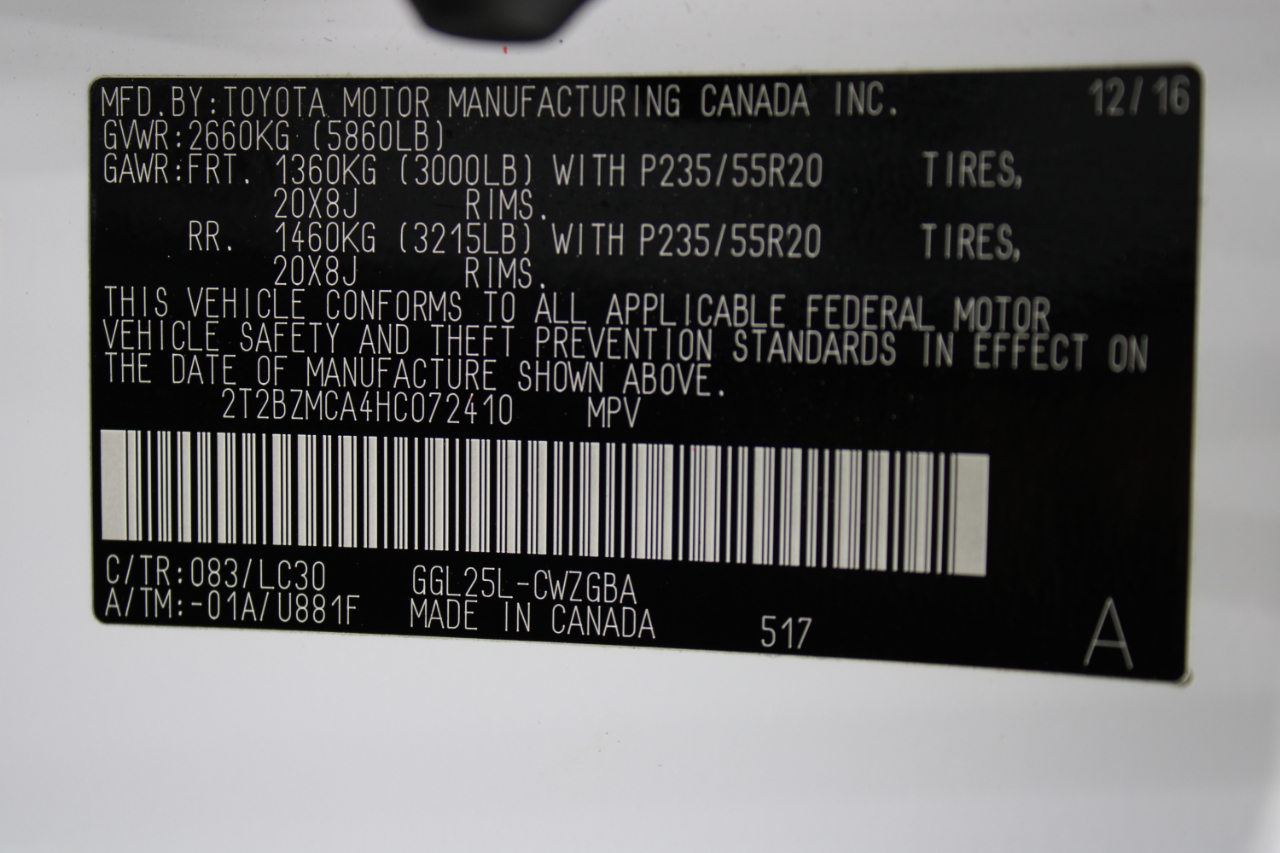 MFD.BY:TOYOTA MOTOR MANUFACTURING CANADA INC. 12/16
GVWR:2660KG (5860LB)
GAWR:FRT. 1360KG (3000LB) WITH P235/55R20 TIRES,
20X8J RIMS.
RR. 1460KG (3215LB) WITH P235/55R20 TIRES,
20X8J RIMS.
THIS VEHICLE CONFORMS TO ALL APPLICABLE FEDERAL MOTOR
VEHICLE SAFETY AND THEFT PREVENTION STANDARDS IN EFFECT ON
THE DATE OF MANUFACTURE SHOWN ABOVE.
2T2BZMCA4HC072410 MPV
C/TR:083/LC30 GGL25L-CWZGBA
A/TM:-01A/U881F MADE IN CANADA 517 A